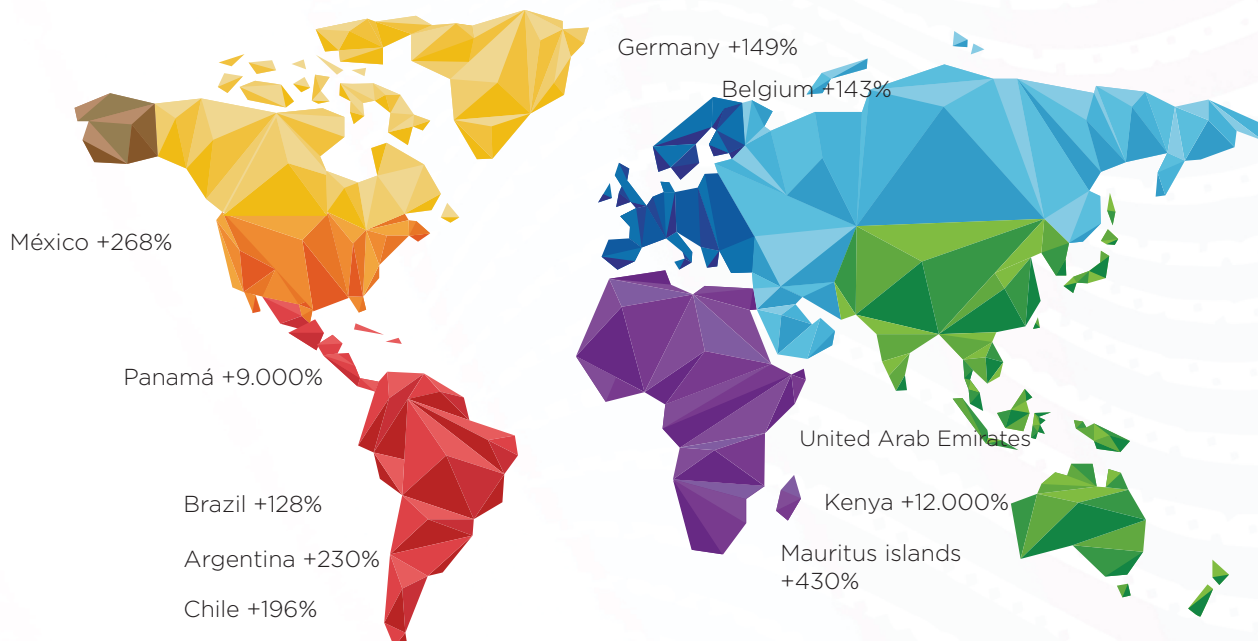 Germany +149%
Belgium +143%
México +268%
Panamá +9.000%
United Arab Emirates
Brazil +128%
Kenya +12.000%
Argentina +230%
Mauritus islands
+430%
Chile +196%